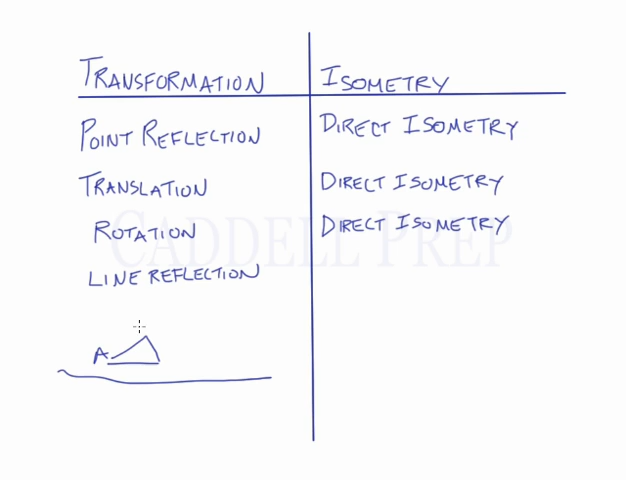 TRANSFORMATION ISOMETRY
POINT REFLECTION DIRECT ISOMETRY
TRANSLATION DIRECT ISOMETRY
ROTATION DIRECT ISOMETRY
CADDELL PREP
LINE REFLECTION
A